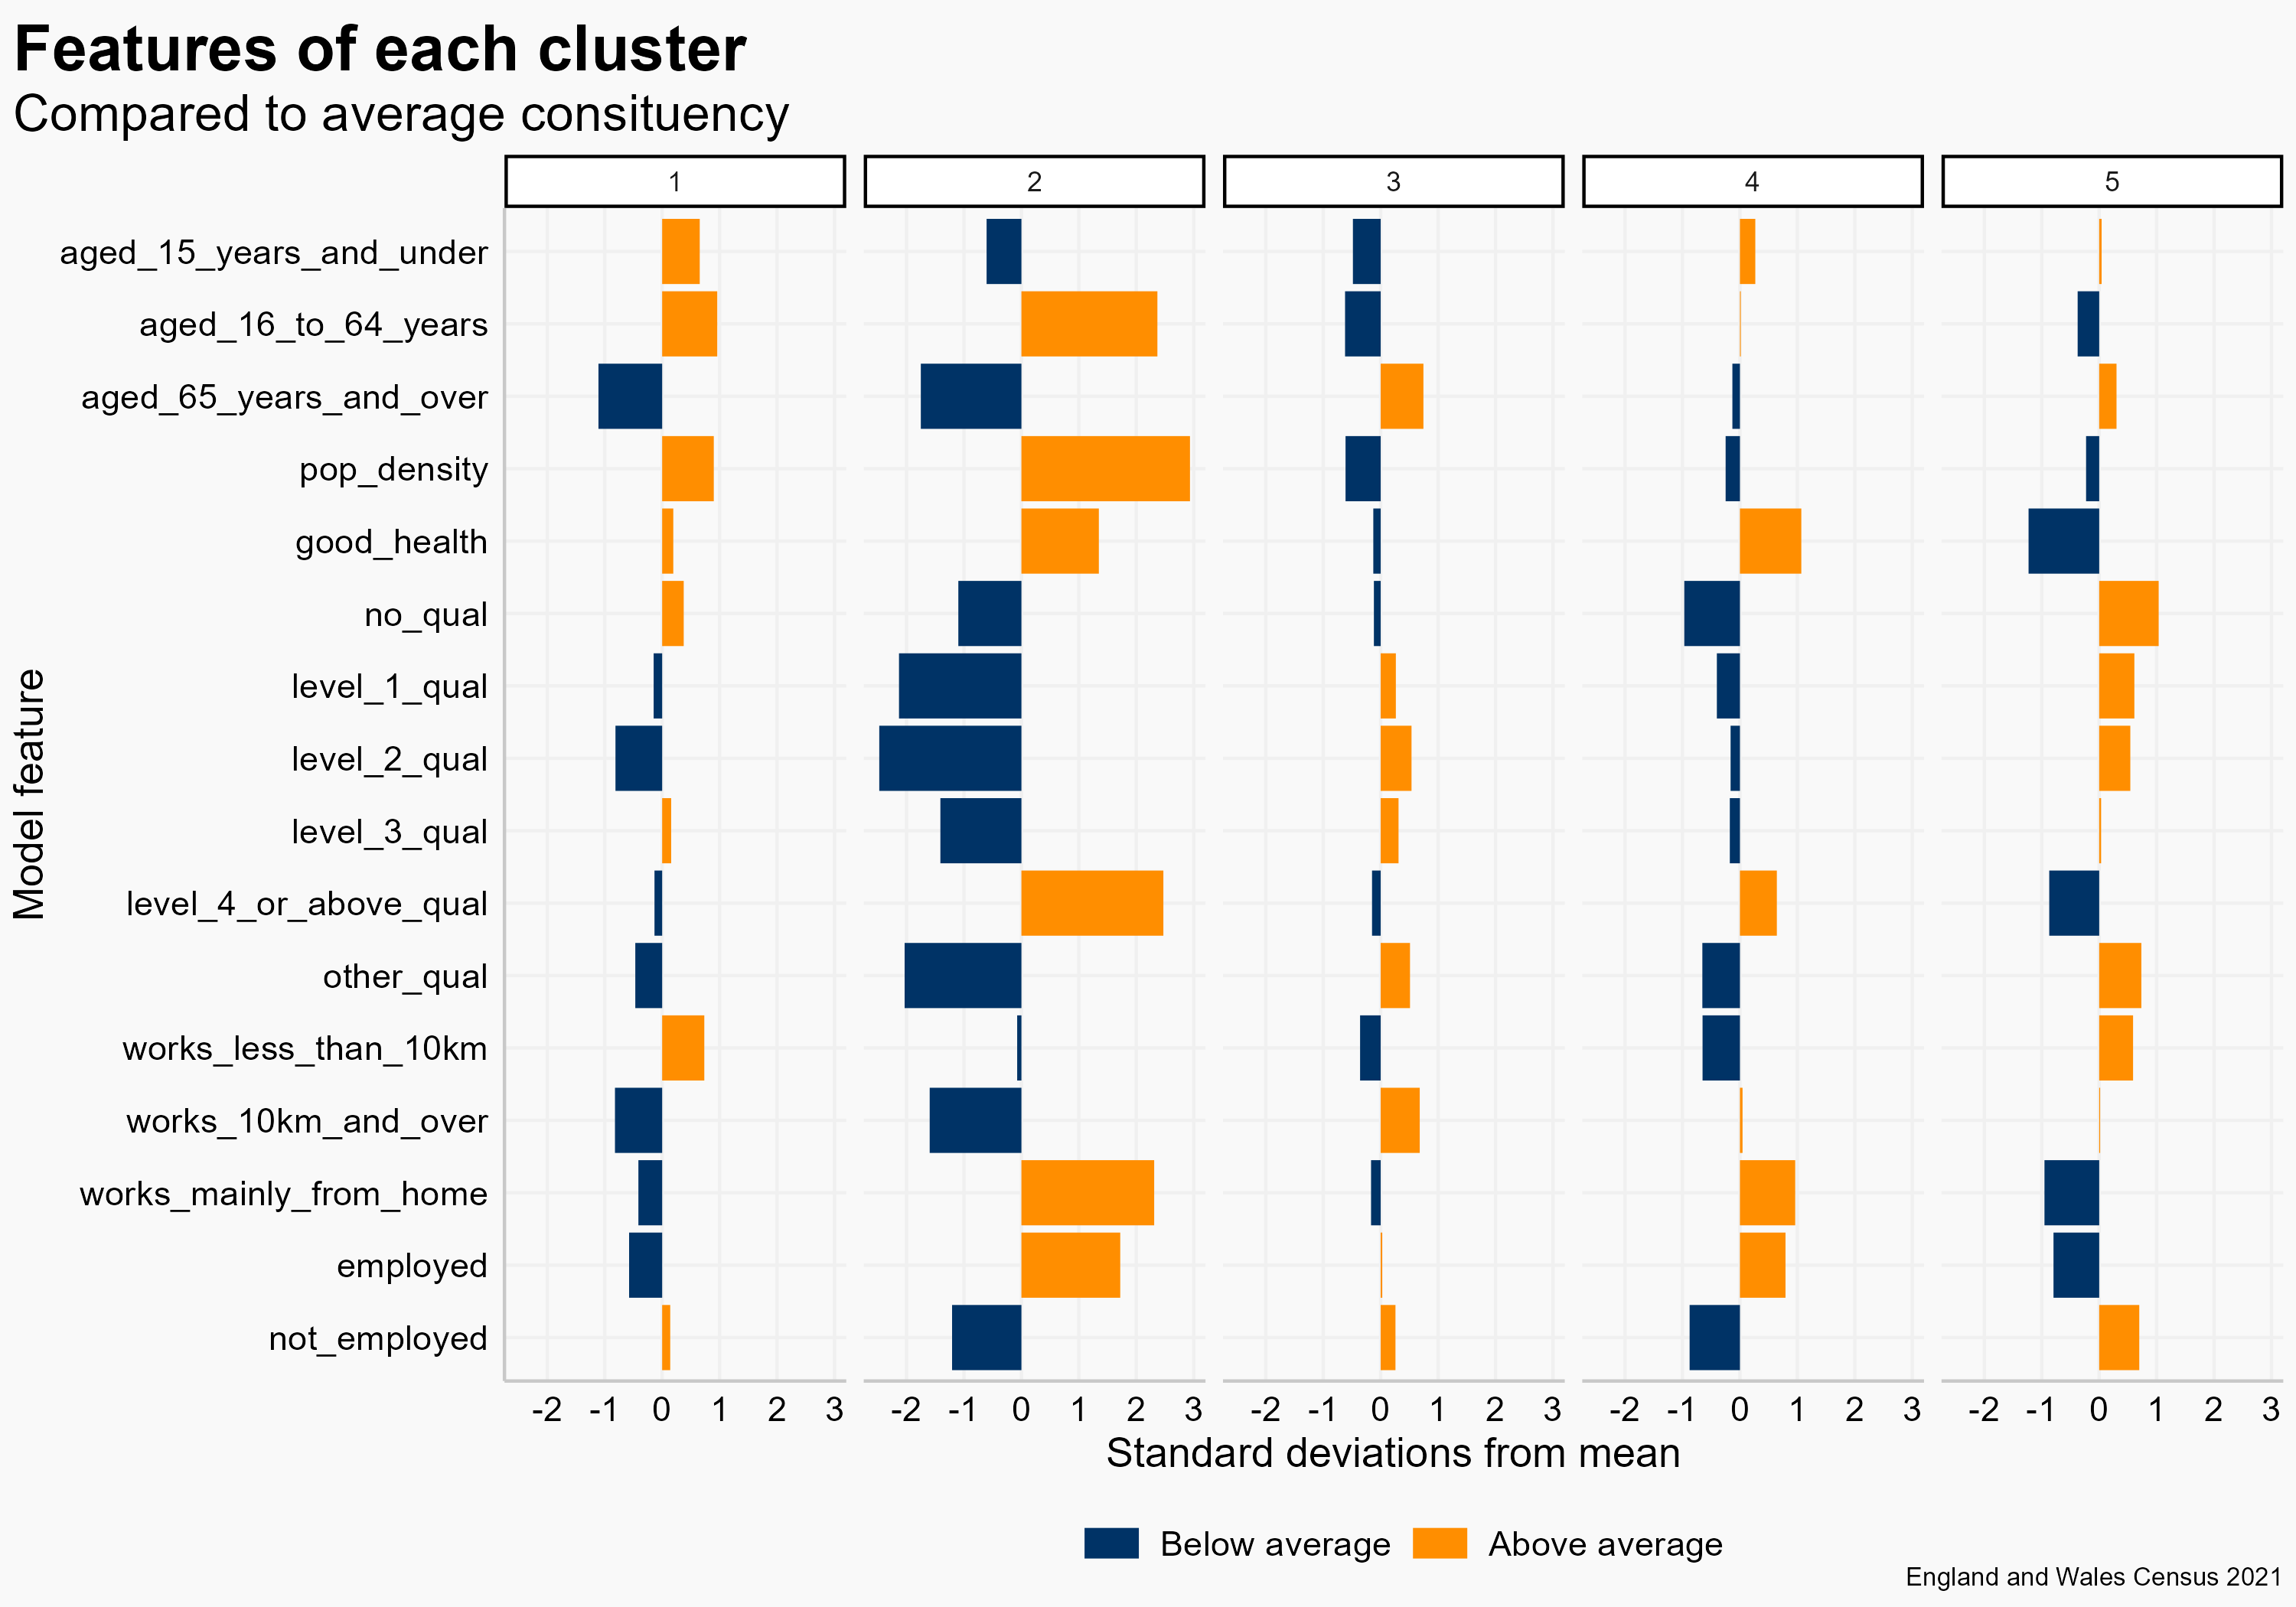 Features of each cluster
Compared to average consituency
1 2 3 4 5
Model feature
aged_15_years_and_under
aged_16_to_64_years
aged_65_years_and_over
pop_density
good_health
no_qual
level_1_qual
level_2_qual
level_3_qual
level_4_or_above_qual
other_qual
works_less_than_10km
works_10km_and_over
works_mainly_from_home
employed
not_employed
-2 -1 0 1 2 3 -2 -1 0 1 2 3 -2 -1 0 1 2 3 -2 -1 0 1 2 3 -2 -1 0 1 2 3
Standard deviations from mean
Below average Above average
England and Wales Census 2021